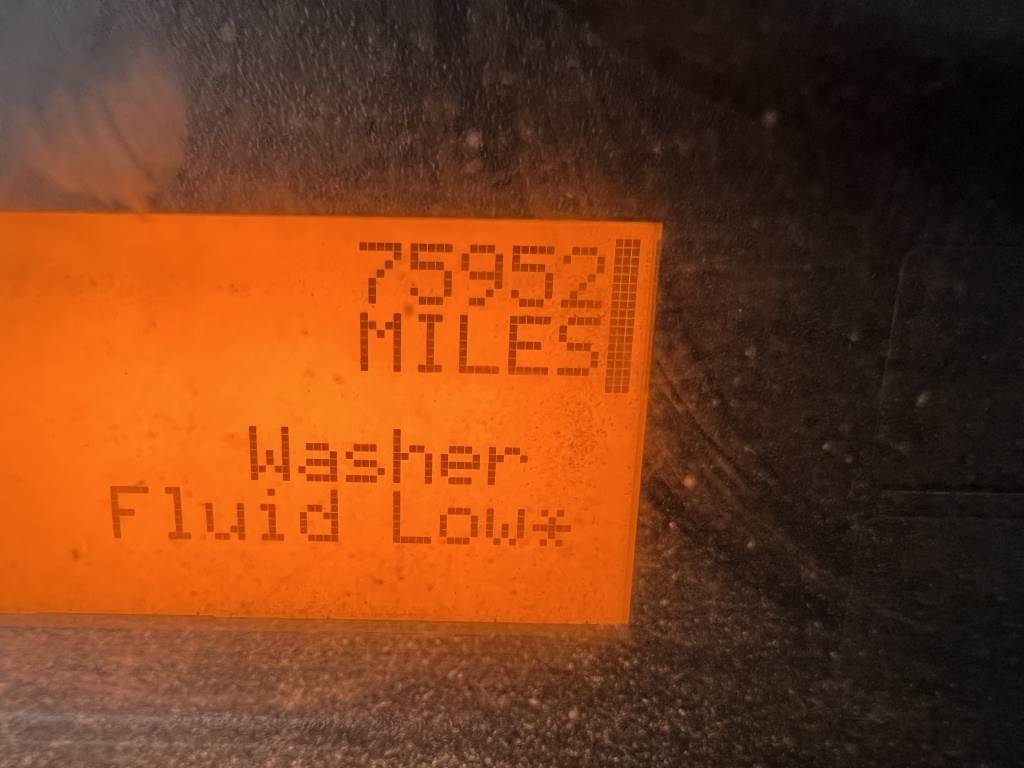 75952
MILES
Washer
Fluid Low*